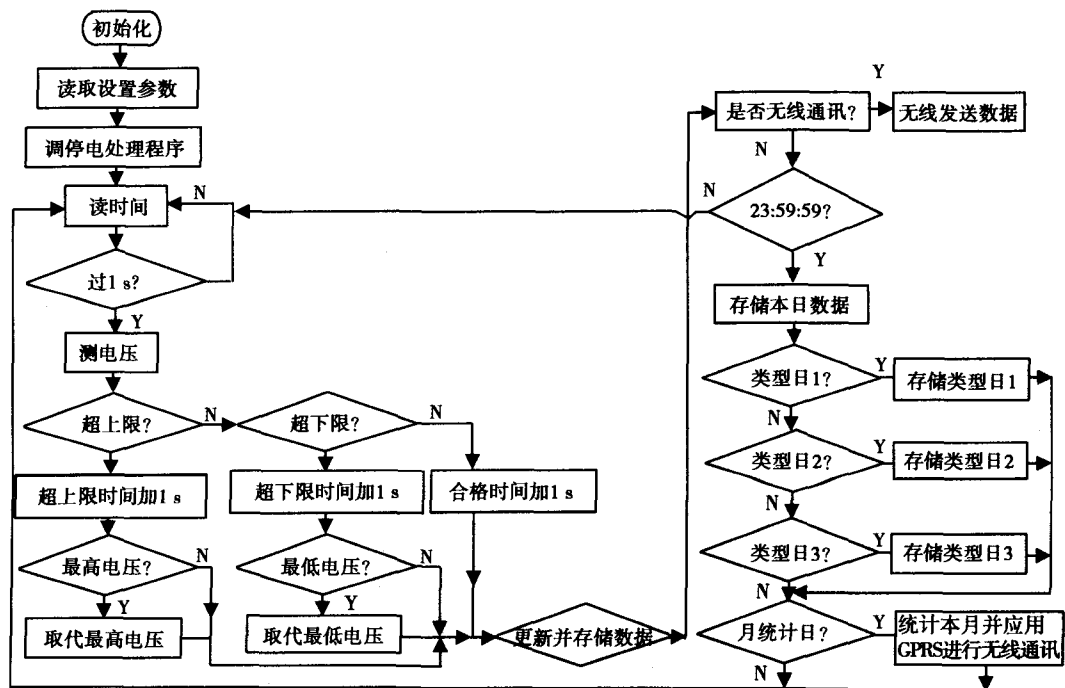 初始化
读取设置参数
调停电处理程序
读时间
N
过1 s?
Y
测电压
超上限?
N
超下限?
N
超上限时间加1 s
超下限时间加1 s
合格时间加1 s
最高电压?
N
最低电压?
N
Y
Y
取代最高电压
取代最低电压
更新并存储数据
是否无线通讯?
Y
无线发送数据
N
N
23:59:59?
Y
存储本日数据
类型日1?
Y
存储类型日1
N
类型日2?
Y
存储类型日2
N
类型日3?
Y
存储类型日3
N
月统计日?
Y
统计本月并应用
GPRS进行无线通讯
N